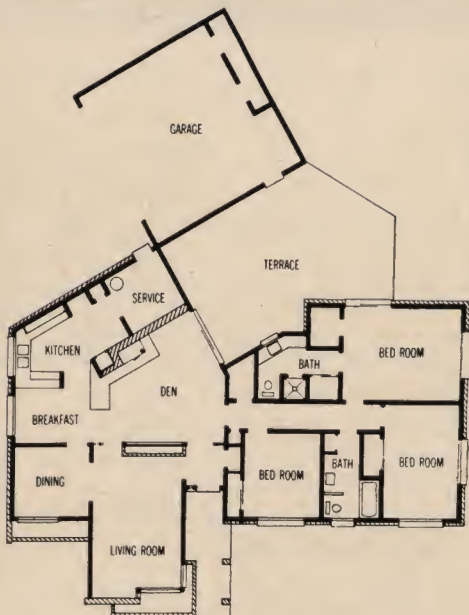 GARAGE
TERRACE
SERVICE
KITCHEN
BATH
BED ROOM
DEN
BREAKFAST
BED ROOM
BATH
BED ROOM
DINING
LIVING ROOM